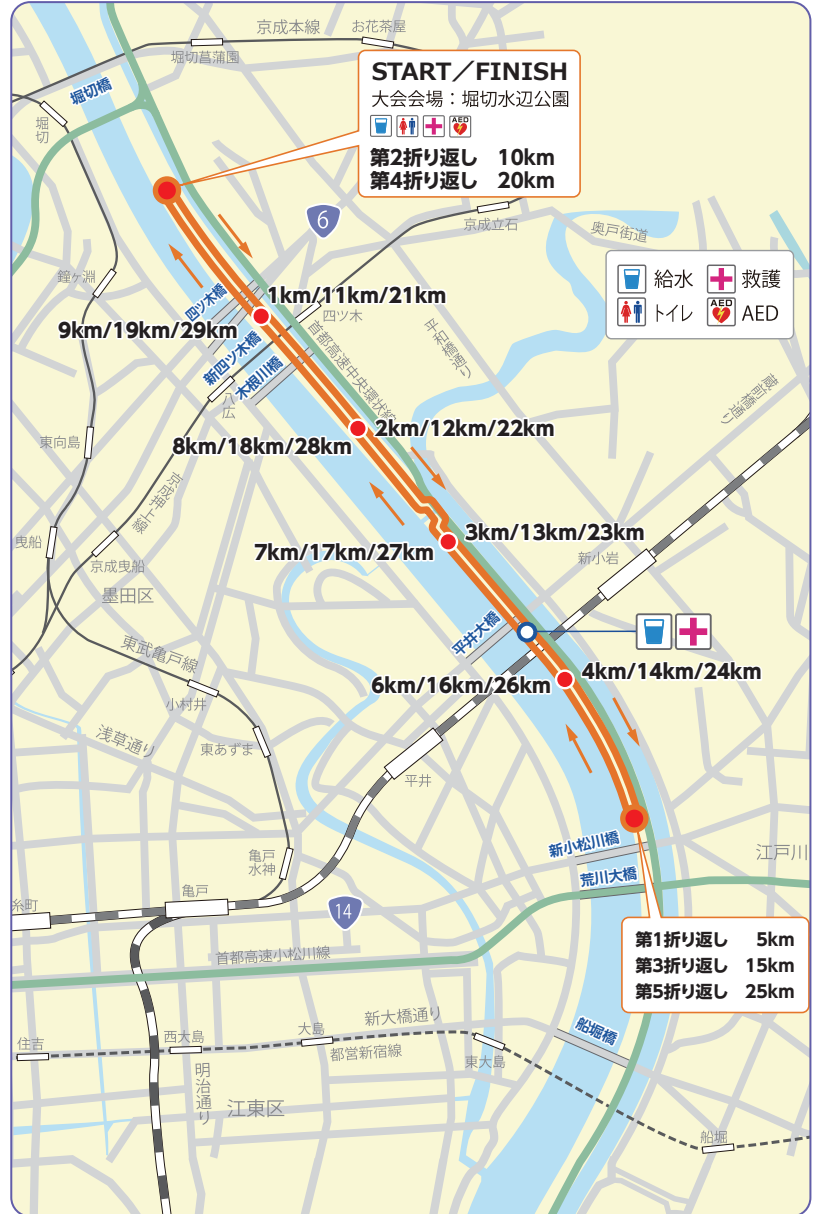 京成本線
お花茶屋
堀切菖蒲園
堀切橋
堀切
START／FINISH
大会会場：堀切水辺公園
AED
第2折り返し 10km
第4折り返し 20km
6
京成立石
奥戸街道
給水 救護
トイレ AED AED
鐘ヶ淵
四ツ木橋
1km/11km/21km
9km/19km/29km
四ツ木
新四ツ木橋
木根川橋
八広
首都高速中央環状線
平和橋通り
蔵前橋通り
2km/12km/22km
8km/18km/28km
東向島
京成押上線
3km/13km/23km
7km/17km/27km
曳船
京成曳船
新小岩
墨田区
平井大橋
東武亀戸線
4km/14km/24km
6km/16km/26km
小村井
浅草通り
東あずま
平井
新小松川橋
江戸川
亀戸水神
荒川大橋
亀戸
糸町
14
第1折り返し 5km
第3折り返し 15km
第5折り返し 25km
首都高速小松川線
新大橋通り
船堀橋
住吉
西大島
大島
都営新宿線
東大島
明治通り
江東区
船堀